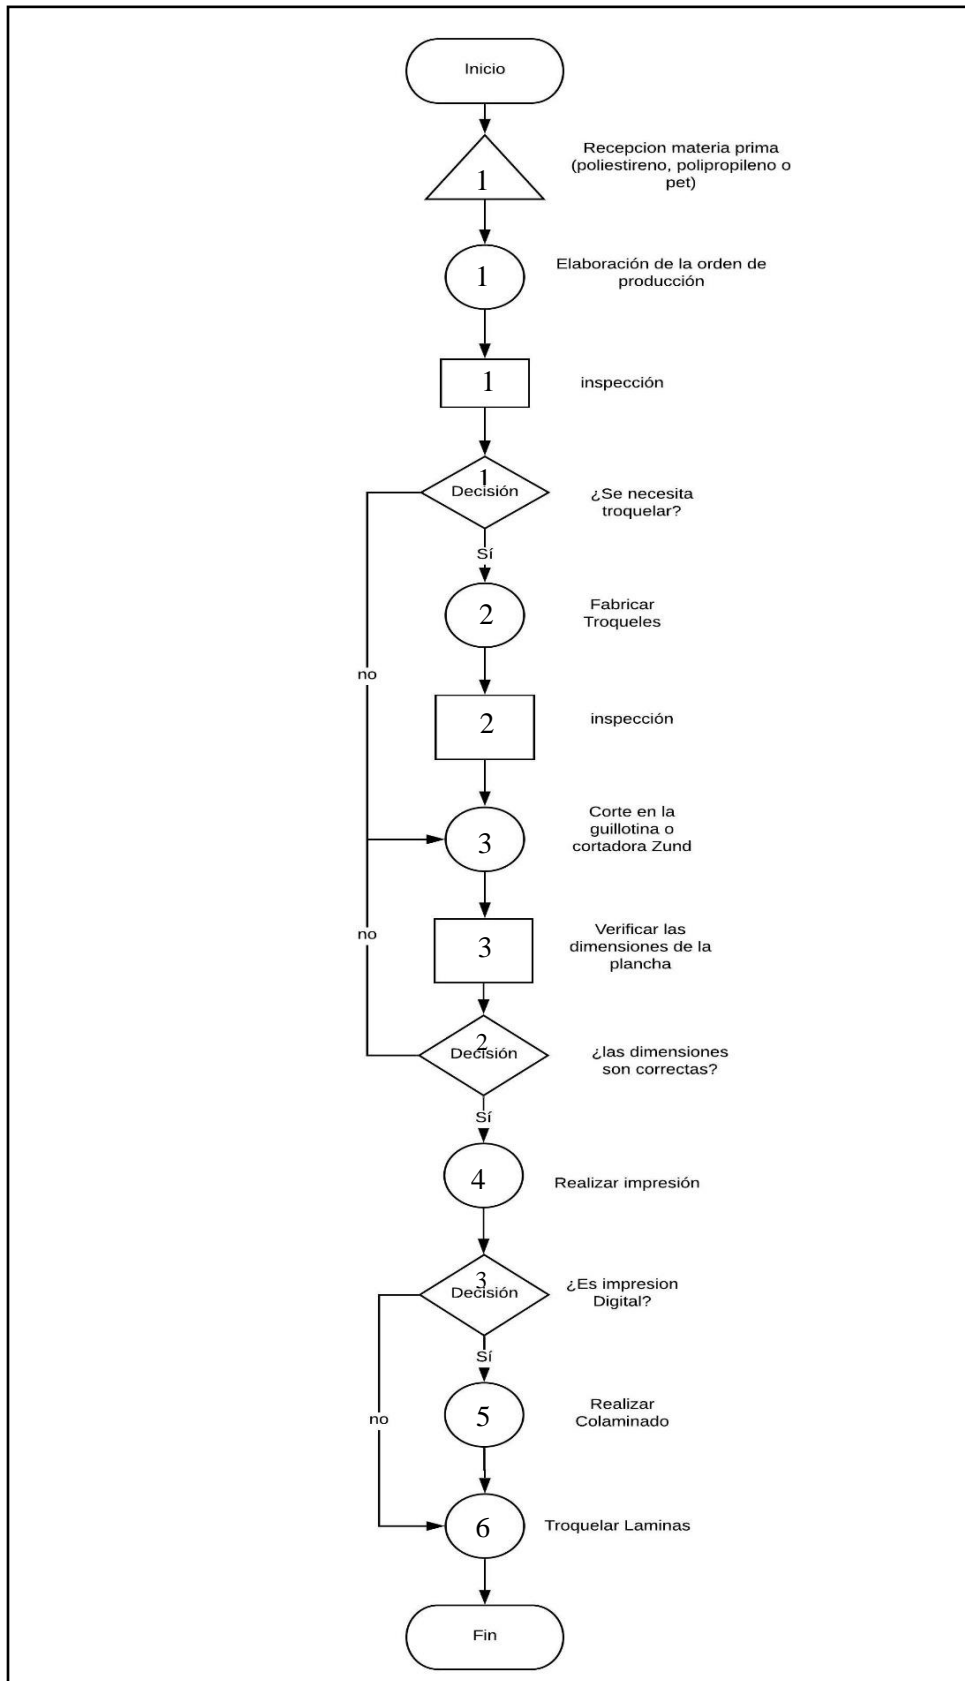 Inicio
Recepcion materia prima
(poliestireno, polipropileno o
pet)
1
Elaboración de la orden de
producción
1
inspección
1
1
Decisión
¿Se necesita
troquelar?
Sí
Fabricar
Troqueles
2
no
inspección
2
Corte en la
guillotina o
cortadora Zund
3
Verificar las
dimensiones de la
plancha
3
no
2
Decisión
¿las dimensiones
son correctas?
Sí
4
Realizar impresión
3
Decisión
¿Es impresion
Digital?
Sí
Realizar
Colaminado
5
no
6
Troquelar Laminas
Fin